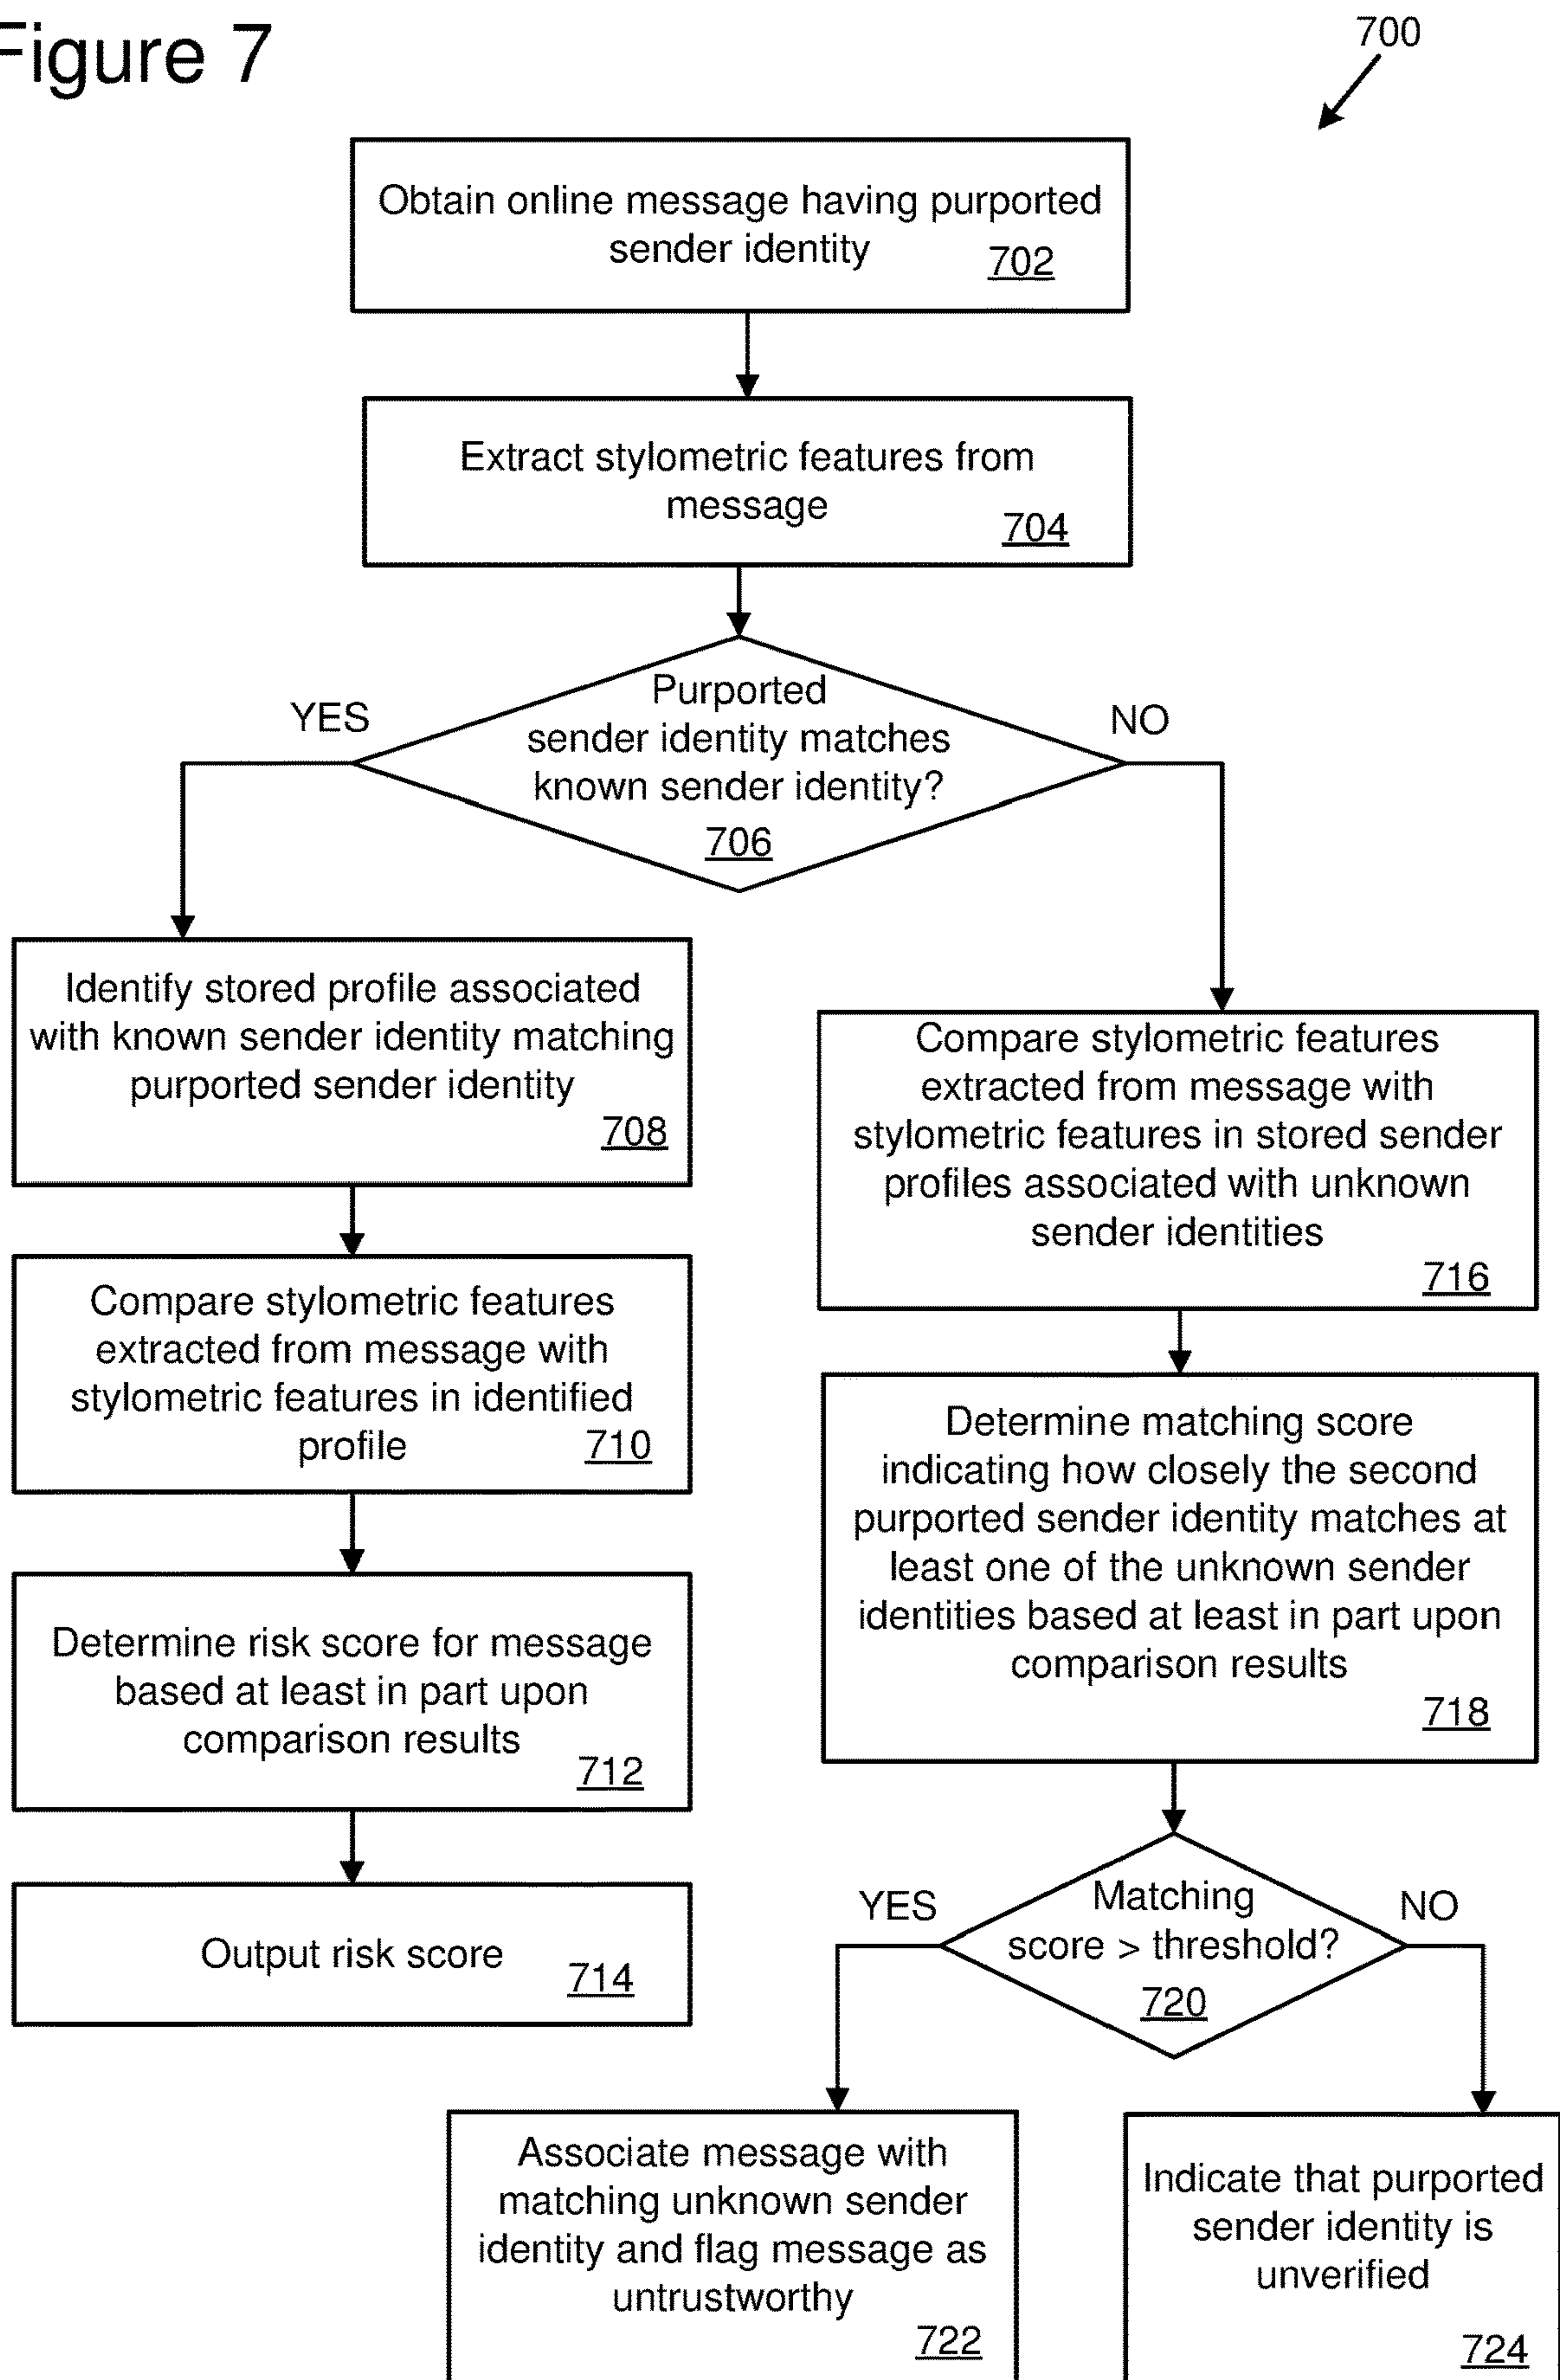 Figure 7
700
Obtain online message having purported
sender identity
702
Extract stylometric features from
message
704
Purported
sender identity matches
known sender identity?
706
YES
NO
Identify stored profile associated
with known sender identity matching
purported sender identity
708
Compare stylometric features
extracted from message with
stylometric features in identified
profile
710
Determine risk score for message
based at least in part upon
comparison results
712
Output risk score
714
Compare stylometric features
extracted from message with
stylometric features in stored sender
profiles associated with unknown
sender identities
716
Determine matching score
indicating how closely the second
purported sender identity matches at
least one of the unknown sender
identities based at least in part upon
comparison results
718
Matching
score > threshold?
720
YES
NO
Associate message with
matching unknown sender
identity and flag message as
untrustworthy
722
Indicate that purported
sender identity is
unverified
724